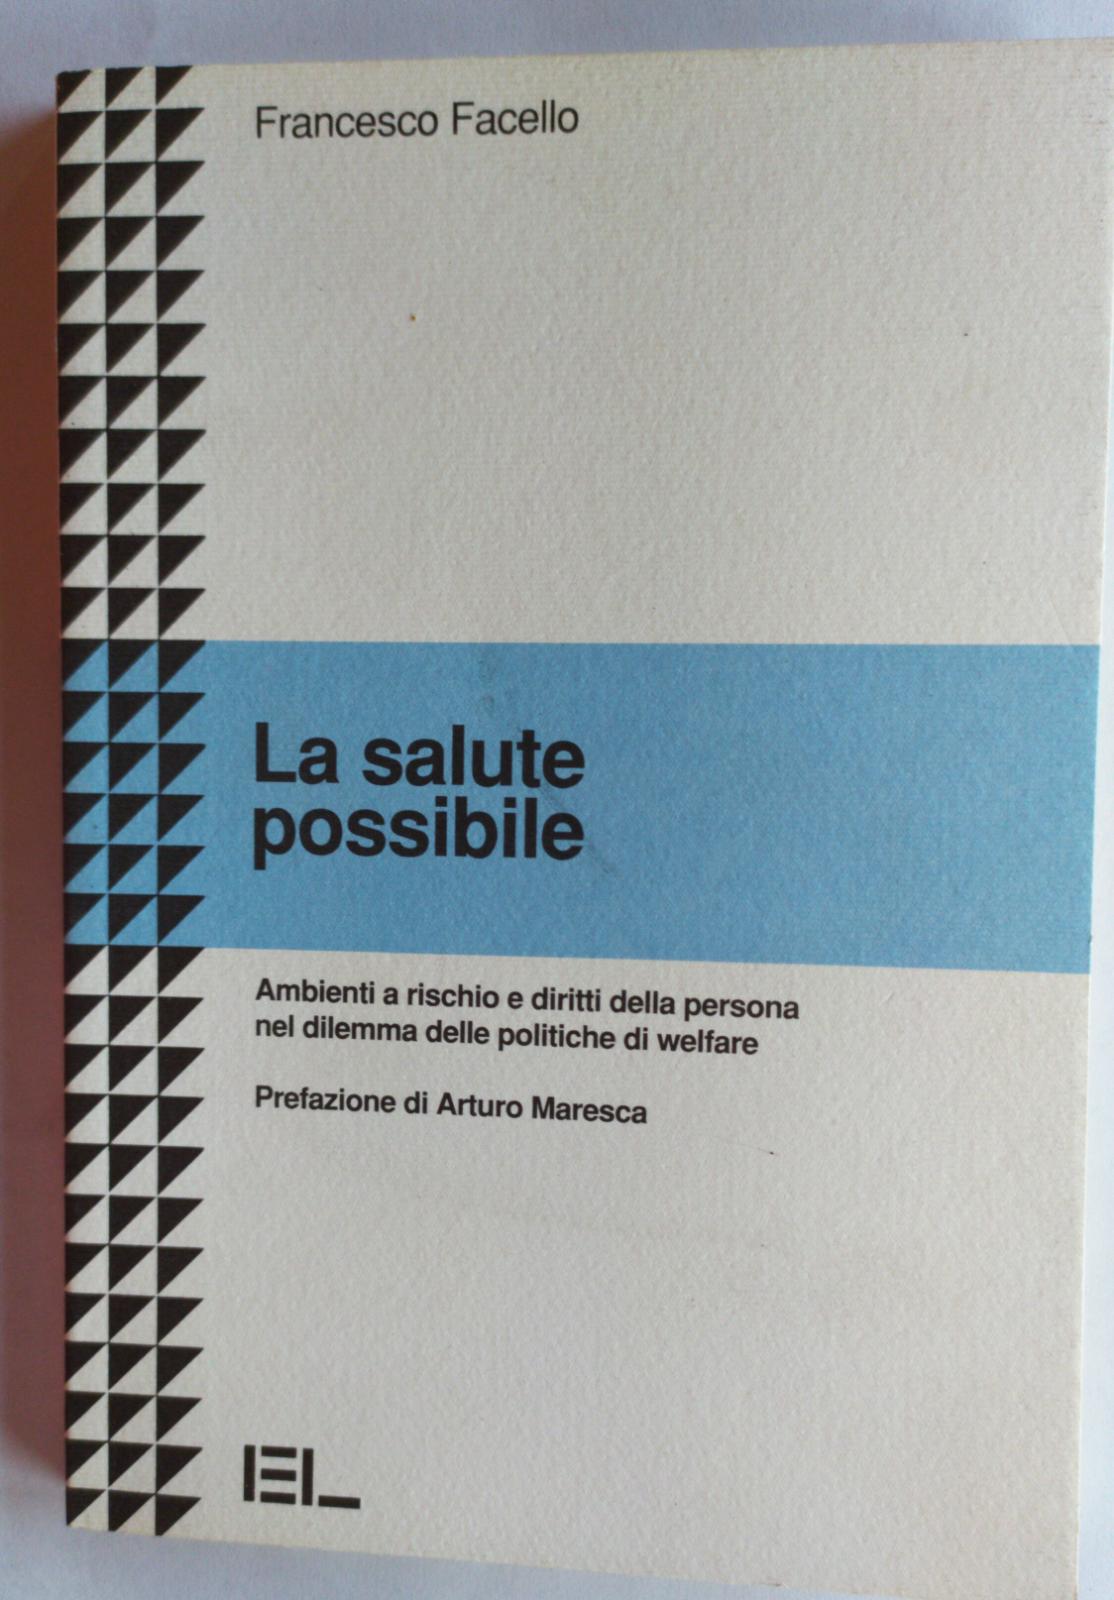 Francesco Facello
La salute
possibile
Ambienti a rischio e diritti della persona
nel dilemma delle politiche di welfare
Prefazione di Arturo Maresca
EL